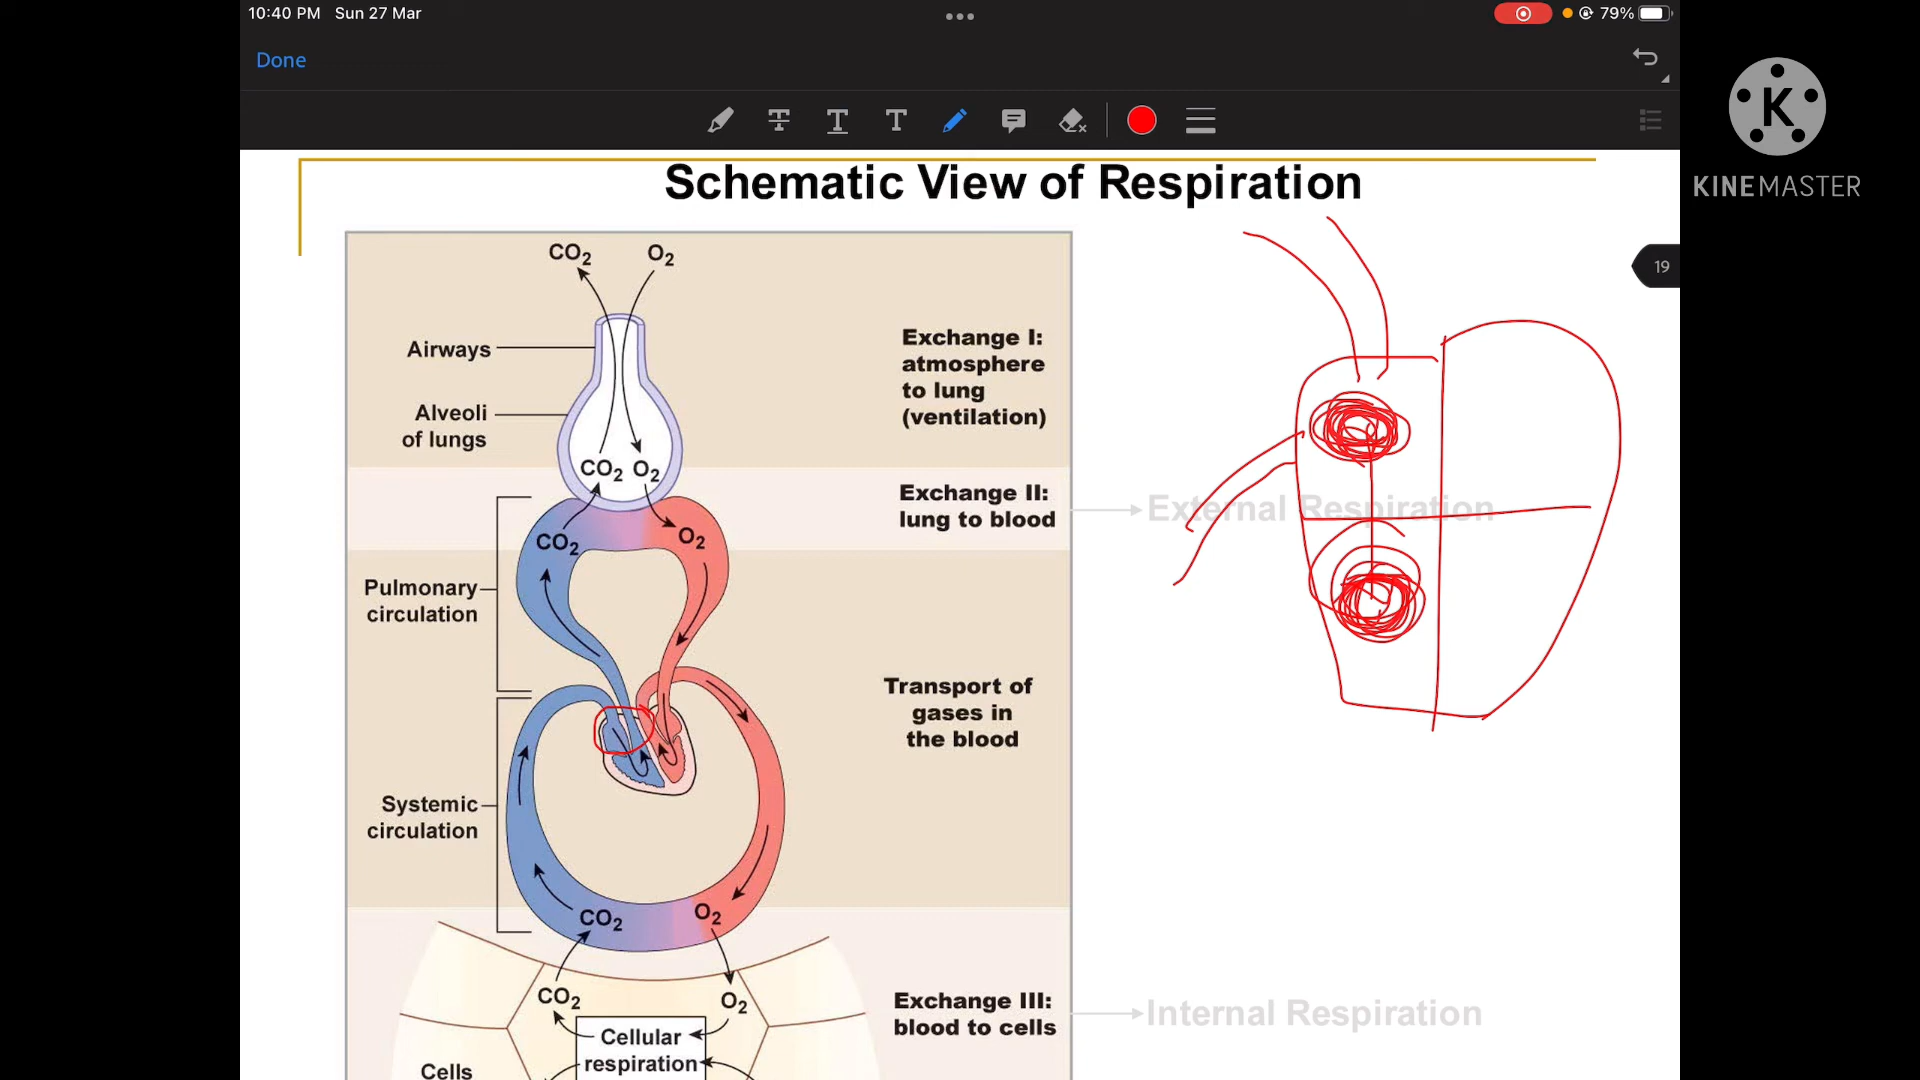 10:40 PM Sun 27 Mar
79%
Done
T T T
K
KINEMASTER
Schematic View of Respiration
19
CO2 O2
Airways
Alveoli
of lungs
Exchange I:
atmosphere
to lung
(ventilation)
CO2 O2
Exchange II:
lung to blood
External Respiration
CO2 O2
Pulmonary
circulation
Transport of
gases in
the blood
Systemic
circulation
CO2 O2
CO2 O2
Exchange III:
blood to cells
Internal Respiration
Cellular
respiration
Cells